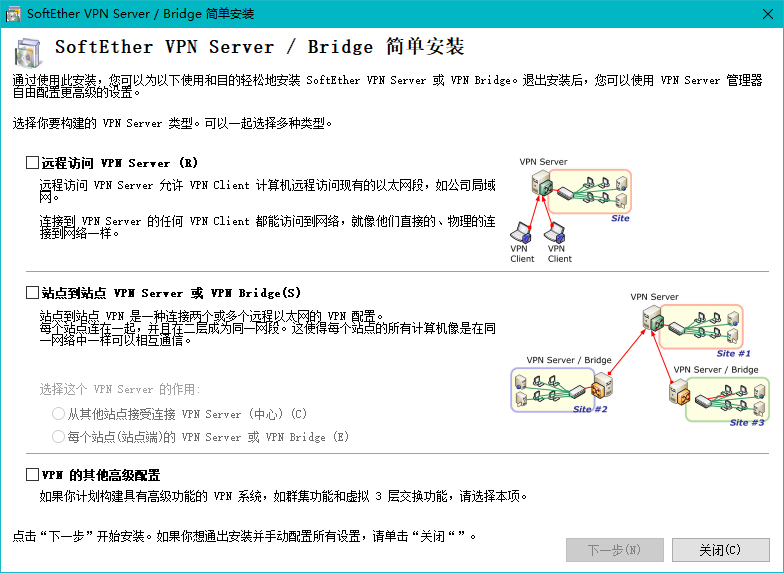 SoftEther VPN Server / Bridge 简单安装
SoftEther VPN Server / Bridge 简单安装
通过使用此安装，您可以为以下使用和目的轻松地安装 SoftEther VPN Server 或 VPN Bridge。退出安装后，您可以使用 VPN Server 管理器
自由配置更高级的设置。
选择你要构建的 VPN Server 类型。可以一起选择多种类型。
远程访问 VPN Server (R)
远程访问 VPN Server 允许 VPN Client 计算机远程访问现有的以太网段，如公司局域
网。
连接到 VPN Server 的任何 VPN Client 都能访问到网络，就像他们直接的、物理的连
接到网络一样。
VPN Server
Site
VPN Client
VPN Client
站点到站点 VPN Server 或 VPN Bridge(S)
站点到站点 VPN 是一种连接两个或多个远程以太网的 VPN 配置。
每个站点连在一起，并且在二层成为同一网段。这使得每个站点的所有计算机像是在同
一网络中一样可以相互通信。
选择这个 VPN Server 的作用:
从其他站点接受连接 VPN Server (中心) (C)
每个站点(站点端)的 VPN Server 或 VPN Bridge (E)
VPN Server
Site #1
VPN Server / Bridge
Site #2
VPN Server / Bridge
Site #3
VPN 的其他高级配置
如果你计划构建具有高级功能的 VPN 系统，如群集功能和虚拟 3 层交换功能，请选择本项。
点击“下一步”开始安装。如果你想通出安装并手动配置所有设置，请单击“关闭“ ”。
下一步(N)
关闭(C)